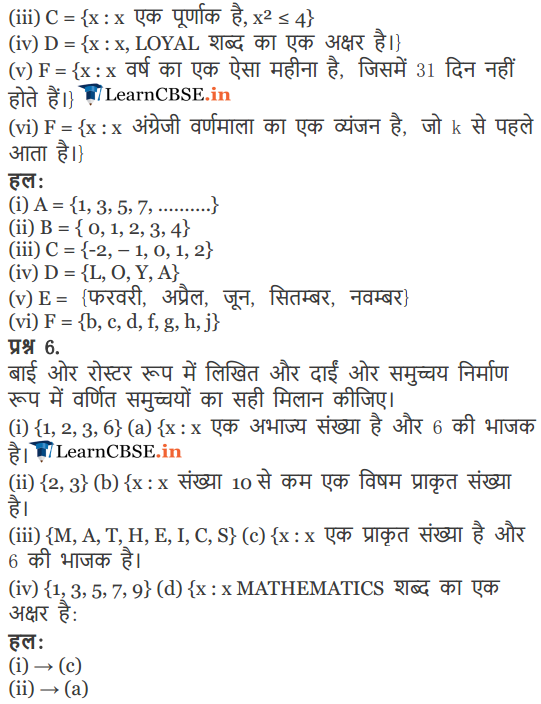 (iii) C = {x : x एक पूर्णाक है, x² ≤ 4}
(iv) D = {x : x, LOYAL शब्द का एक अक्षर है।}
(v) F = {x : x वर्ष का एक ऐसा महीना है, जिसमें 31 दिन नहीं
होते हैं।} LearnCBSE.in
(vi) F = {x : x अंग्रेजी वर्णमाला का एक व्यंजन है, जो k से पहले
आता है।}
हल:
(i) A = {1, 3, 5, 7, ……….}
(ii) B = { 0, 1, 2, 3, 4}
(iii) C = {-2, – 1, 0, 1, 2}
(iv) D = {L, O, Y, A}
(v) E = {फरवरी, अप्रैल, जून, सितम्बर, नवम्बर}
(vi) F = {b, c, d, f, g, h, j}
प्रश्न 6.
बाई ओर रोस्टर रूप में लिखित और दाईं ओर समुच्चय निर्माण
रूप में वर्णित समुच्चयों का सही मिलान कीजिए।
(i) {1, 2, 3, 6} (a) {x : x एक अभाज्य संख्या है और 6 की भाजक
है। LearnCBSE.in
(ii) {2, 3} (b) {x : x संख्या 10 से कम एक विषम प्राकृत संख्या
है।
(iii) {M, A, T, H, E, I, C, S} (c) {x : x एक प्राकृत संख्या है और
6 की भाजक है।
(iv) {1, 3, 5, 7, 9} (d) {x : x MATHEMATICS शब्द का एक
अक्षर है:
हल:
(i) → (c)
(ii) → (a)